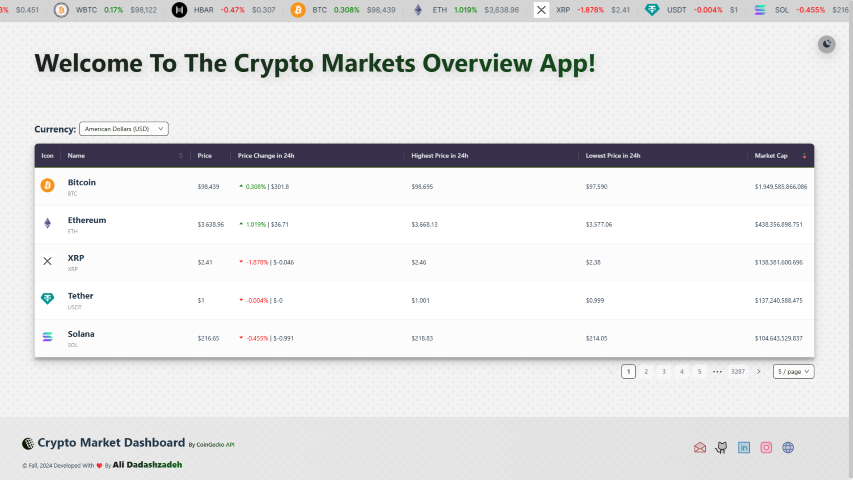 $0.451 WBTC 0.17% $98,122 HBAR -0.47% $0.307 BTC 0.308% $98,439 ETH 1.019% $3,638.96 XRP -1.878% $2.41 USDT -0.004% $1 SOL -0.455% $216
Welcome To The Crypto Markets Overview App!
Currency: American Dollars (USD)
Icon Name Price Price Change in 24h Highest Price in 24h Lowest Price in 24h Market Cap
Bitcoin
BTC
$98,439 0.308% | $301.8 $98,695 $97,590 $1,949,585,866,086
Ethereum
ETH
$3,638.96 1.019% | $36.71 $3,668.13 $3,577.06 $438,356,898,751
XRP
XRP
$2.41 -1.878% | $-0.046 $2.46 $2.38 $138,381,600,696
Tether
USDT
$1 -0.004% | $-0 $1.001 $0.999 $137,240,588,475
Solana
SOL
$216.65 -0.455% | $-0.991 $218.83 $214.05 $104,643,529,837
1 2 3 4 5 ••• 3287 > 5 / page
Crypto Market Dashboard By CoinGecko API
© Fall, 2024 Developed With ❤ By Ali Dadashzadeh